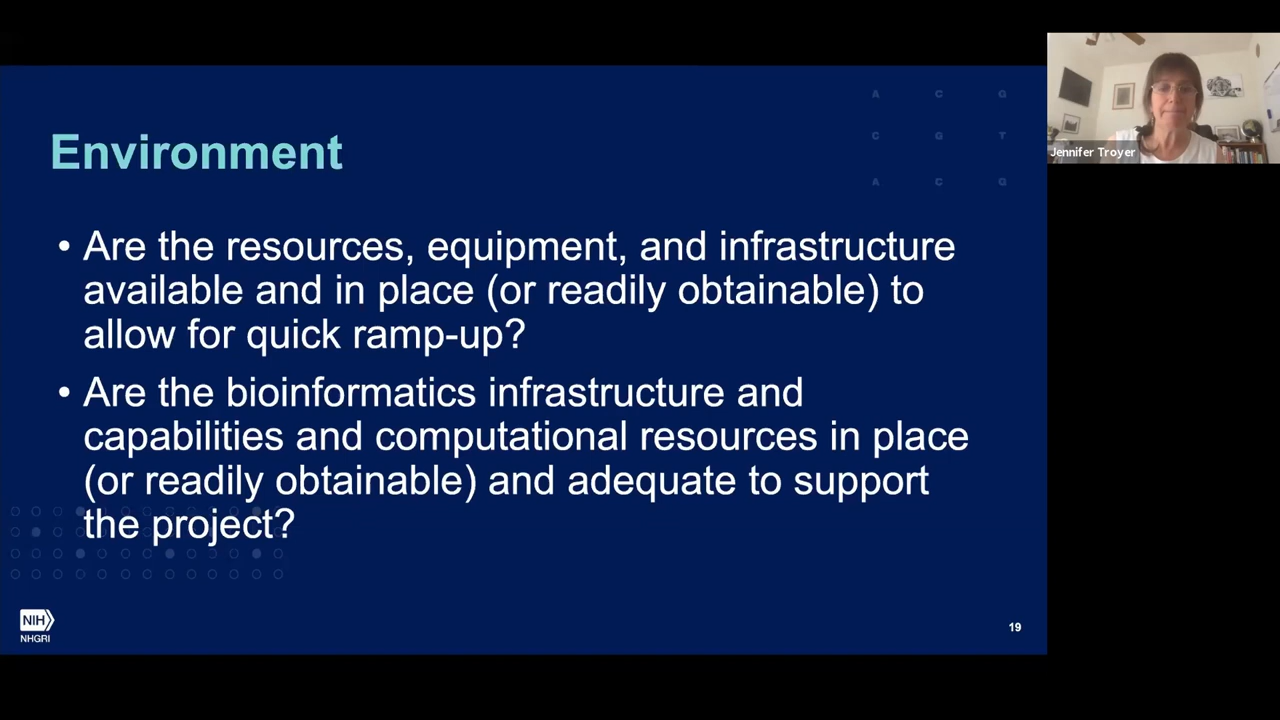 A C G
C G T
A C G
Environment
• Are the resources, equipment, and infrastructure
available and in place (or readily obtainable) to
allow for quick ramp-up?
• Are the bioinformatics infrastructure and
capabilities and computational resources in place
(or readily obtainable) and adequate to support
the project?
NIH
NHGRI
19
Jennifer Troyer